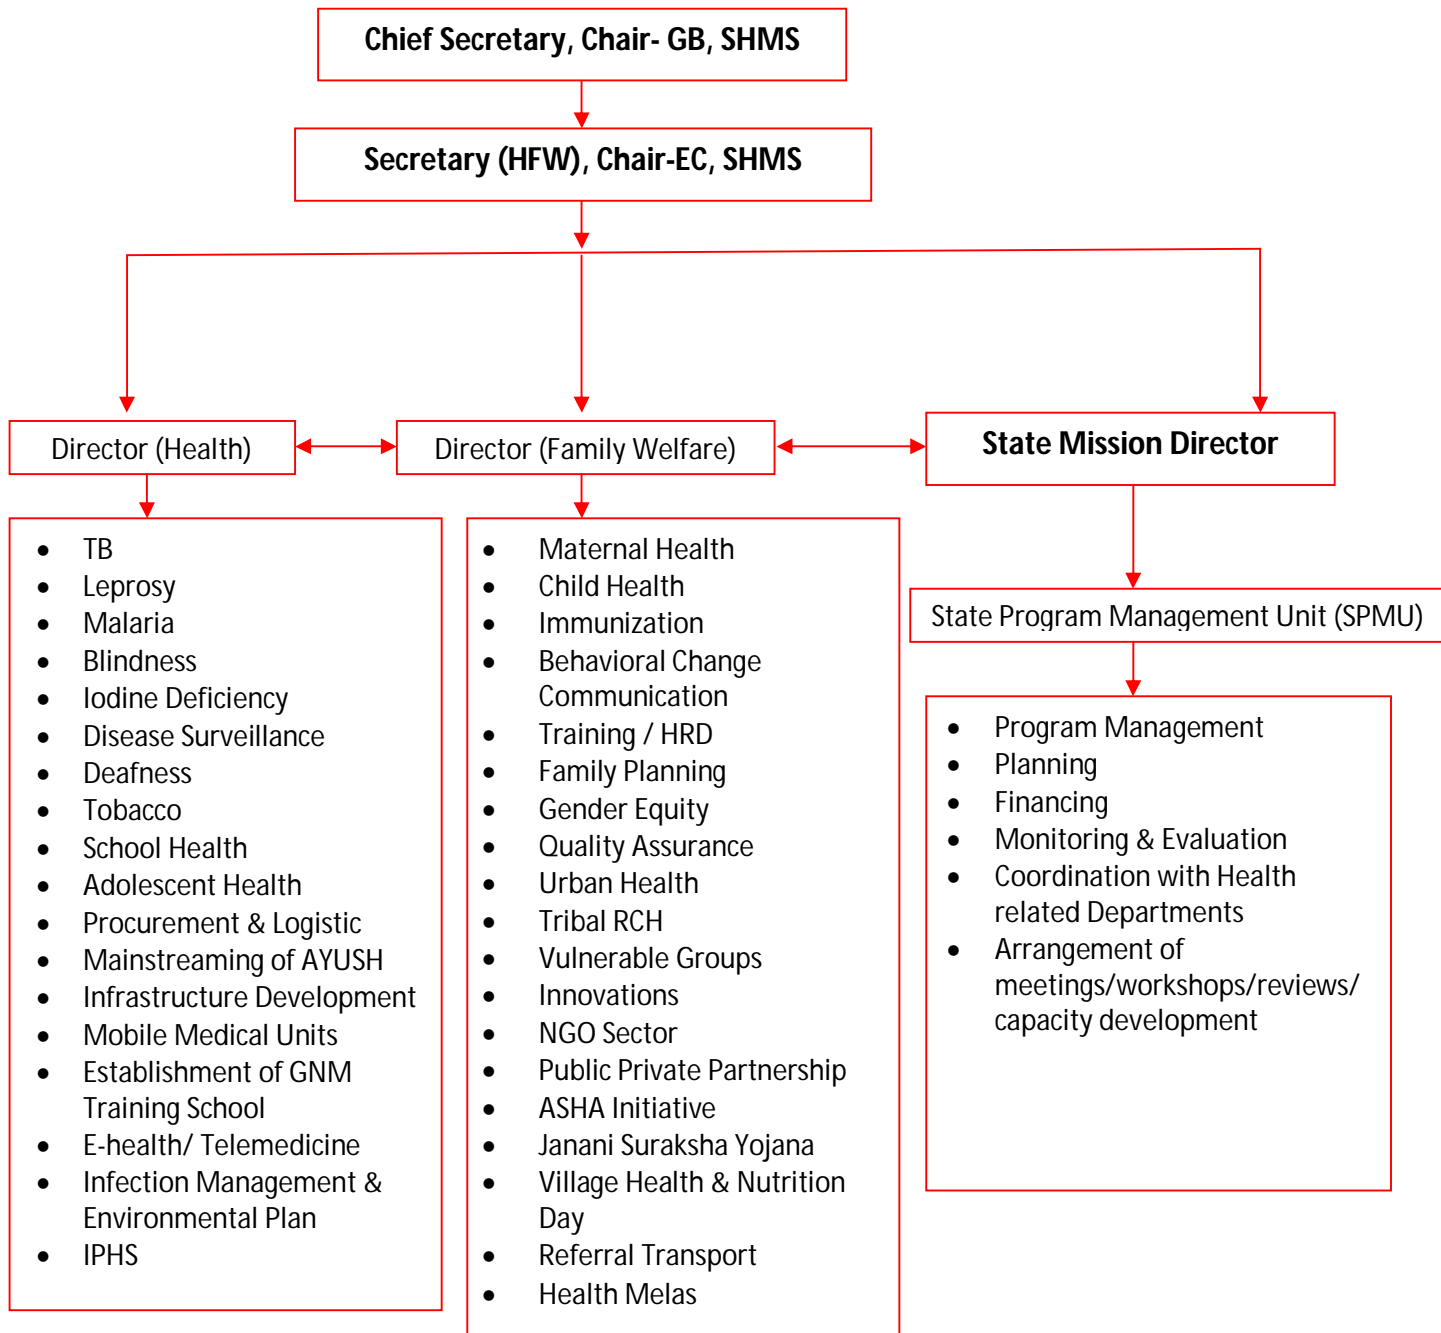 Chief Secretary, Chair- GB, SHMS
Secretary (HFW), Chair-EC, SHMS
Director (Health)
Director (Family Welfare)
State Mission Director
• TB
• Leprosy
• Malaria
• Blindness
• Iodine Deficiency
• Disease Surveillance
• Deafness
• Tobacco
• School Health
• Adolescent Health
• Procurement & Logistic
• Mainstreaming of AYUSH
• Infrastructure Development
• Mobile Medical Units
• Establishment of GNM
Training School
• E-health/ Telemedicine
• Infection Management &
Environmental Plan
• IPHS
• Maternal Health
• Child Health
• Immunization
• Behavioral Change
Communication
• Training / HRD
• Family Planning
• Gender Equity
• Quality Assurance
• Urban Health
• Tribal RCH
• Vulnerable Groups
• Innovations
• NGO Sector
• Public Private Partnership
• ASHA Initiative
• Janani Suraksha Yojana
• Village Health & Nutrition
Day
• Referral Transport
• Health Melas
State Program Management Unit (SPMU)
• Program Management
• Planning
• Financing
• Monitoring & Evaluation
• Coordination with Health
related Departments
• Arrangement of
meetings/workshops/reviews/
capacity development